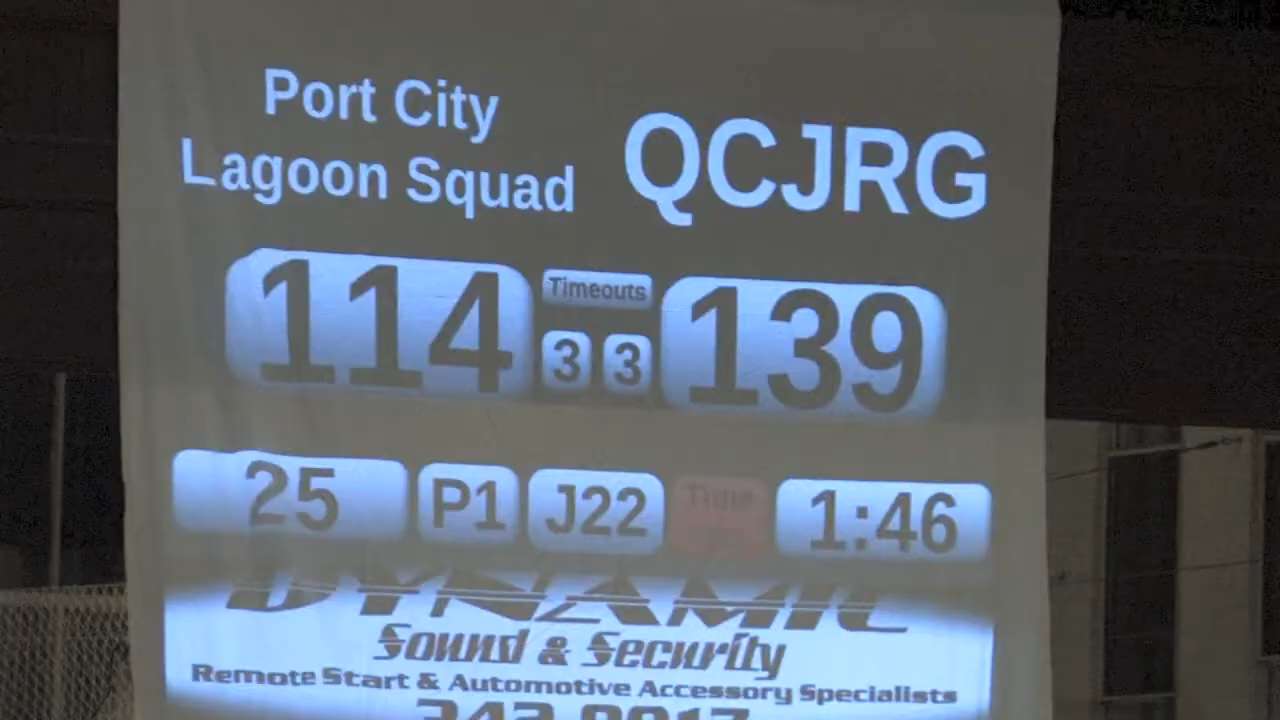 Port City
Lagoon Squad
QCJRG
114
Timeouts
3 3
139
25 P1 J22 Time 1:46
DYNAMIC
Sound & Security
Remote Start & Automotive Accessory Specialists